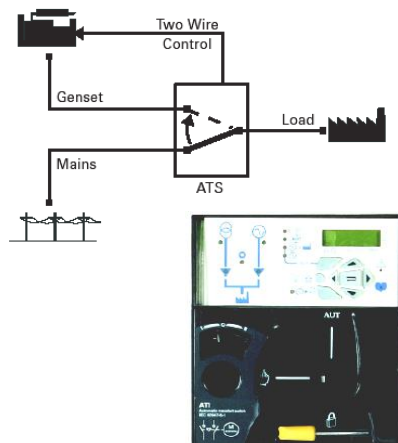 Two Wire
Control
Genset
Load
Mains
ATS
AUT
ATI